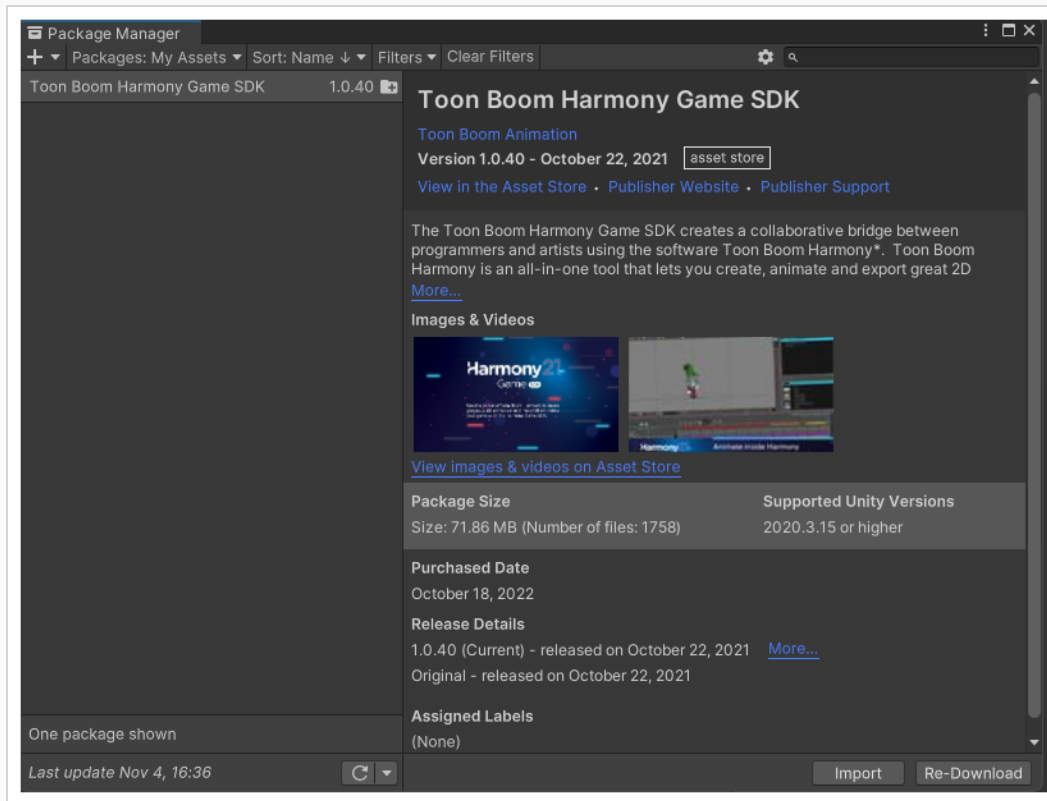 Package Manager
Packages: My Assets Sort: Name ↓ Filters Clear Filters
Toon Boom Harmony Game SDK 1.0.40
Toon Boom Harmony Game SDK
Toon Boom Animation
Version 1.0.40 - October 22, 2021 asset store
View in the Asset Store • Publisher Website • Publisher Support
The Toon Boom Harmony Game SDK creates a collaborative bridge between
programmers and artists using the software Toon Boom Harmony*. Toon Boom
Harmony is an all-in-one tool that lets you create, animate and export great 2D
More...
Images & Videos
Harmony 21
Game
Harmony Animate inside Harmony
View images & videos on Asset Store
Package Size Supported Unity Versions
Size: 71.86 MB (Number of files: 1758) 2020.3.15 or higher
Purchased Date
October 18, 2022
Release Details
1.0.40 (Current) - released on October 22, 2021 More...
Original - released on October 22, 2021
Assigned Labels
(None)
One package shown
Last update Nov 4, 16:36
Import Re-Download